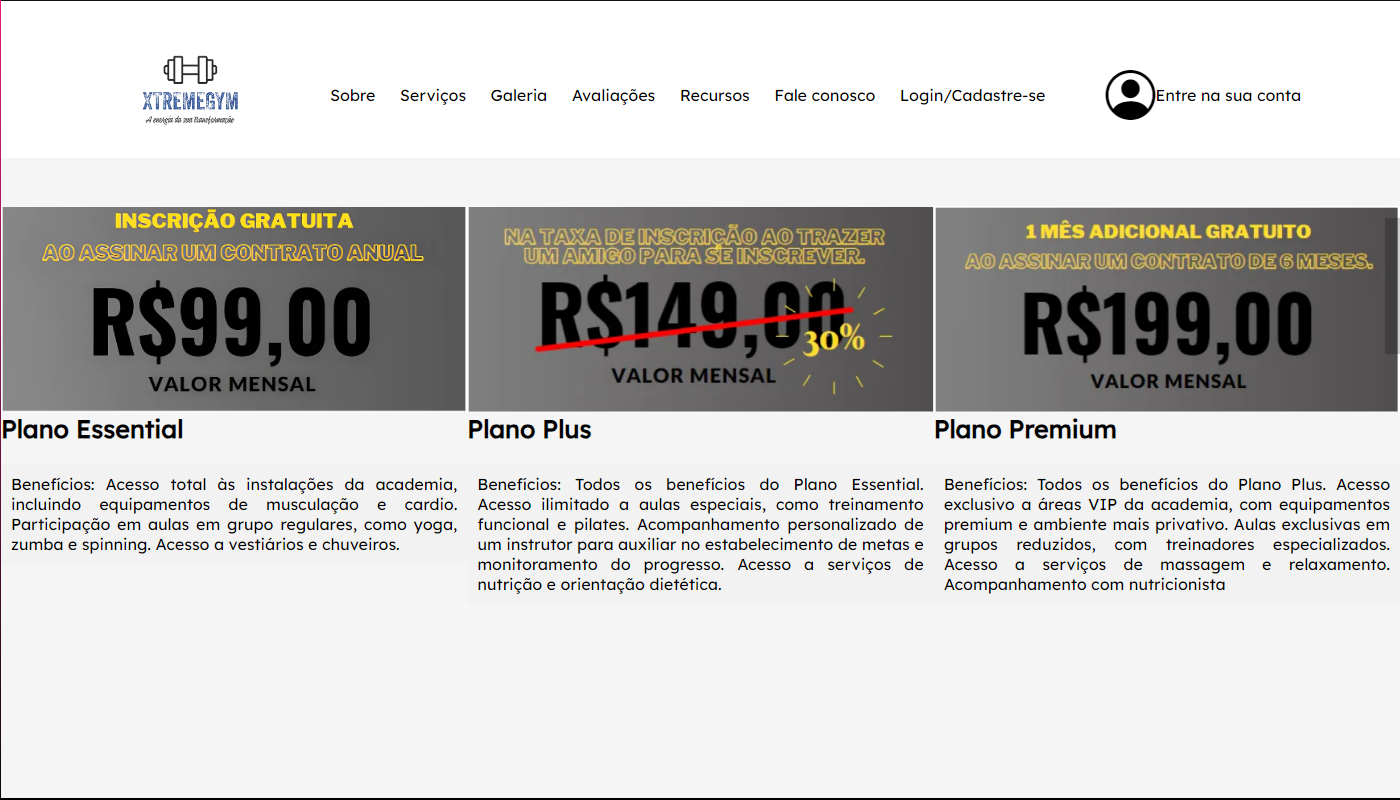 XTREMEGYM
A energia da sua transformação
Sobre Serviços Galeria Avaliações Recursos Fale conosco Login/Cadastre-se Entre na sua conta
INSCRIÇÃO GRATUITA
AO ASSINAR UM CONTRATO ANUAL
R$99,00
VALOR MENSAL
Plano Essential
Benefícios: Acesso total às instalações da academia,
incluindo equipamentos de musculação e cardio.
Participação em aulas em grupo regulares, como yoga,
zumba e spinning. Acesso a vestiários e chuveiros.
NA TAXA DE INSCRIÇÃO AO TRAZER
UM AMIGO PARA SE INSCREVER.
R$149,00
30%
VALOR MENSAL
Plano Plus
Benefícios: Todos os benefícios do Plano Essential.
Acesso ilimitado a aulas especiais, como treinamento
funcional e pilates. Acompanhamento personalizado de
um instrutor para auxiliar no estabelecimento de metas e
monitoramento do progresso. Acesso a serviços de
nutrição e orientação dietética.
1 MÊS ADICIONAL GRATUITO
AO ASSINAR UM CONTRATO DE 6 MESES.
R$199,00
VALOR MENSAL
Plano Premium
Benefícios: Todos os benefícios do Plano Plus. Acesso
exclusivo a áreas VIP da academia, com equipamentos
premium e ambiente mais privativo. Aulas exclusivas em
grupos reduzidos, com treinadores especializados.
Acesso a serviços de massagem e relaxamento.
Acompanhamento com nutricionista